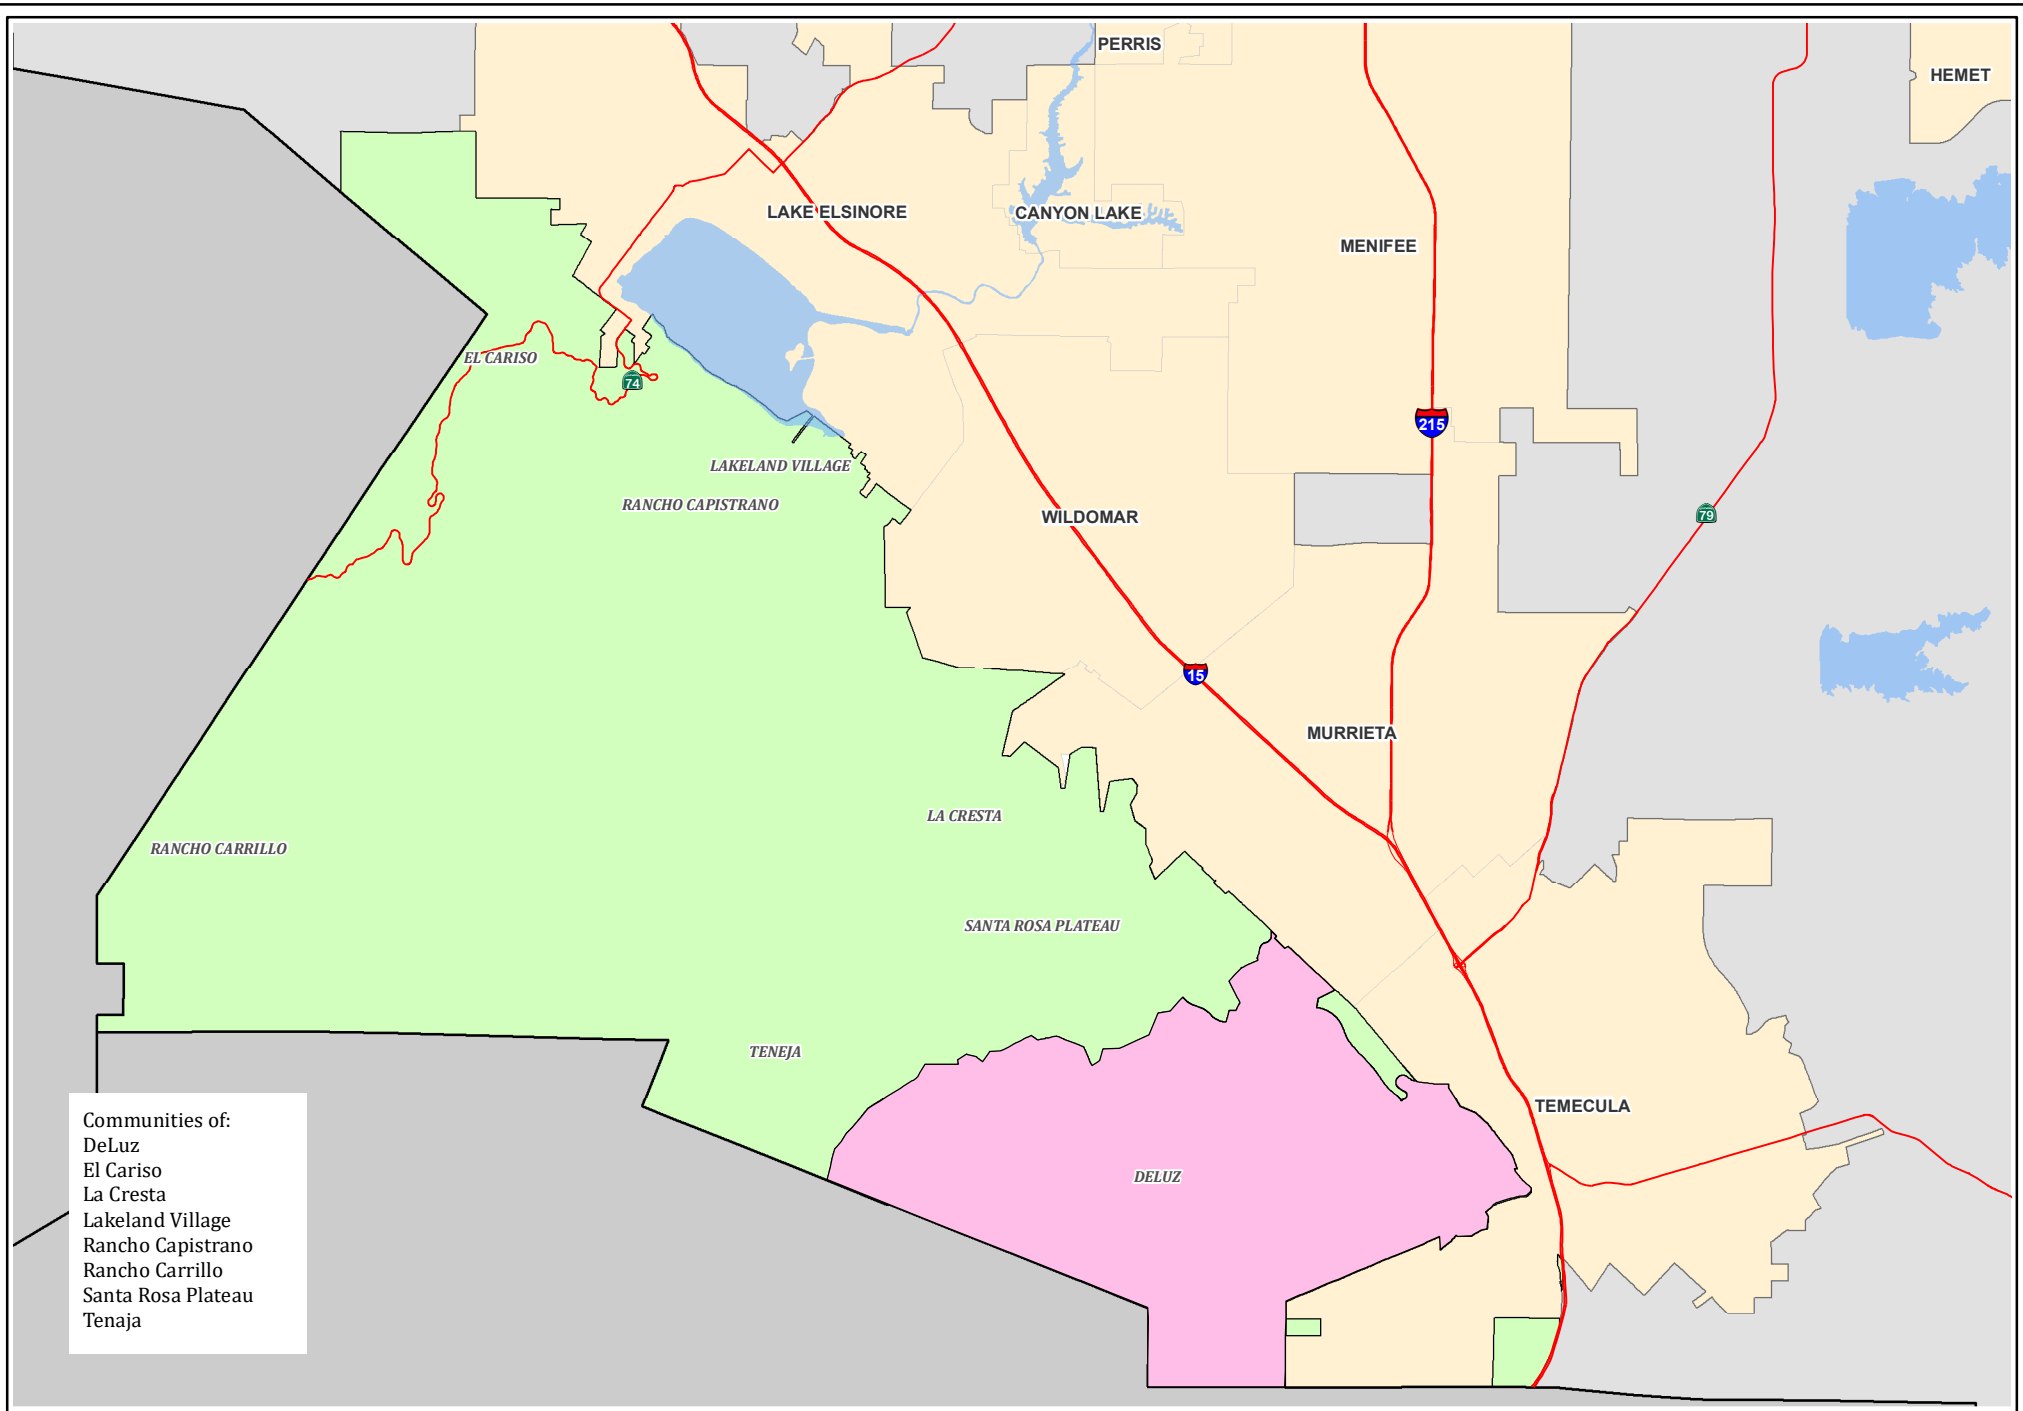 PERRIS
HEMET
LAKE ELSINORE
CANYON LAKE
MENIFEE
EL CARISO
74
215
LAKELAND VILLAGE
RANCHO CAPISTRANO
WILDOMAR
79
15
MURRIETA
LA CRESTA
RANCHO CARRILLO
SANTA ROSA PLATEAU
TENEJA
TEMECULA
DELUZ
Communities of:
DeLuz
El Cariso
La Cresta
Lakeland Village
Rancho Capistrano
Rancho Carrillo
Santa Rosa Plateau
Tenaja